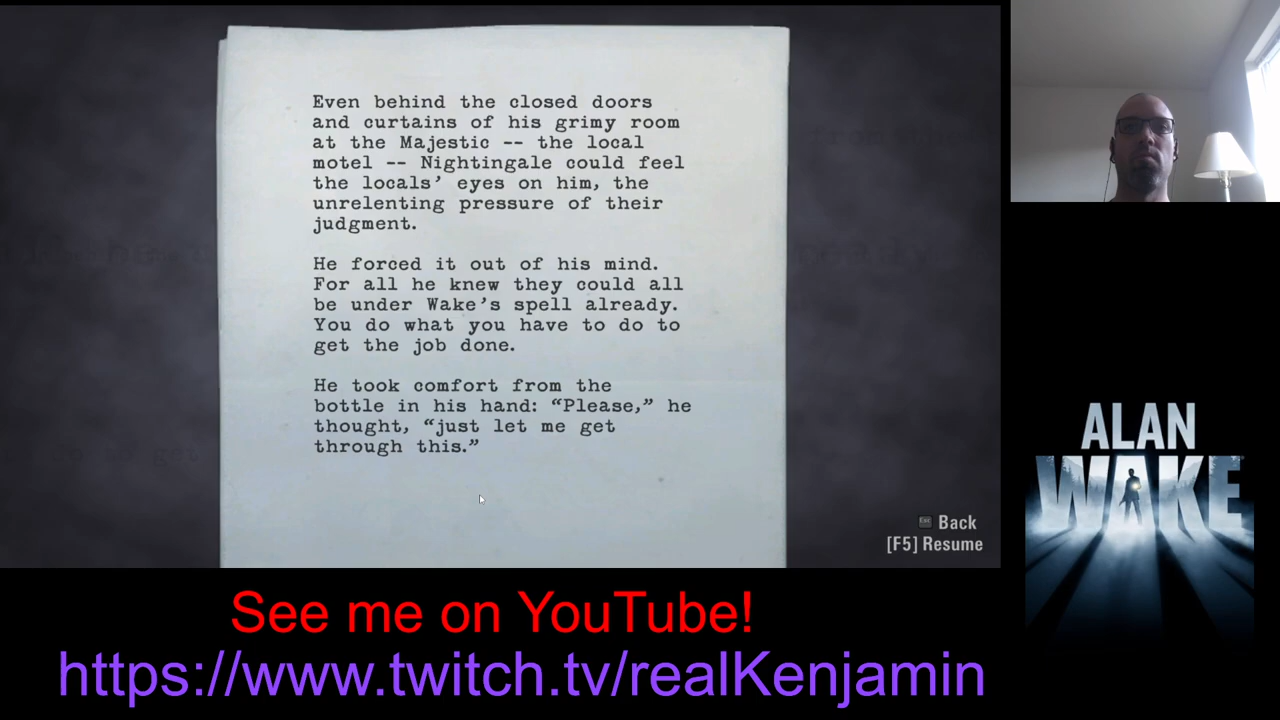 Even behind the closed doors
and curtains of his grimy room
at the Majestic -- the local
motel -- Nightingale could feel
the locals’ eyes on him, the
unrelenting pressure of their
judgment.
He forced it out of his mind.
For all he knew they could all
be under Wake’s spell already.
You do what you have to do to
get the job done.
He took comfort from the
bottle in his hand: “Please,” he
thought, “just let me get
through this.”
Esc Back
[F5] Resume
ALAN
WAKE
See me on YouTube!
https://www.twitch.tv/realKenjamin